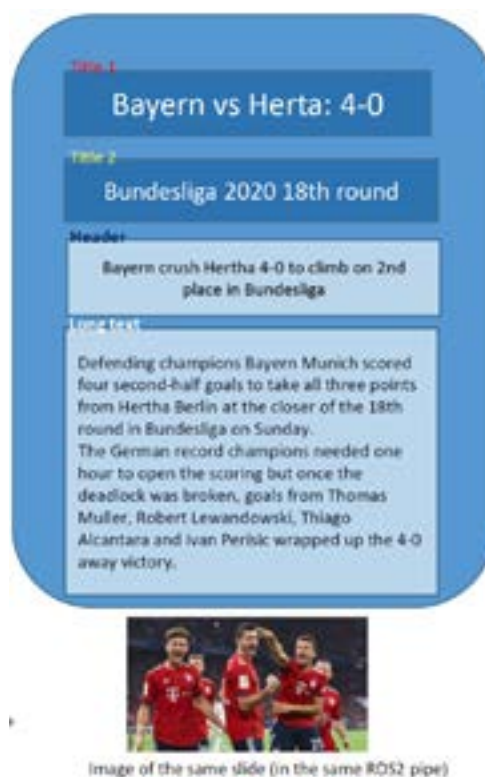 Title 1
Bayern vs Herta: 4-0
Title 2
Bundesliga 2020 18th round
Header
Bayern crush Hertha 4-0 to climb on 2nd
place in Bundesliga
Long text
Defending champions Bayern Munich scored
four second-half goals to take all three points
from Hertha Berlin at the closer of the 18th
round in Bundesliga on Sunday.
The German record champions needed one
hour to open the scoring but once the
deadlock was broken, goals from Thomas
Muller, Robert Lewandowski, Thiago
Alcantara and Ivan Perisic wrapped up the 4-0
away victory.
Image of the same slide (in the same RDS2 pipe)